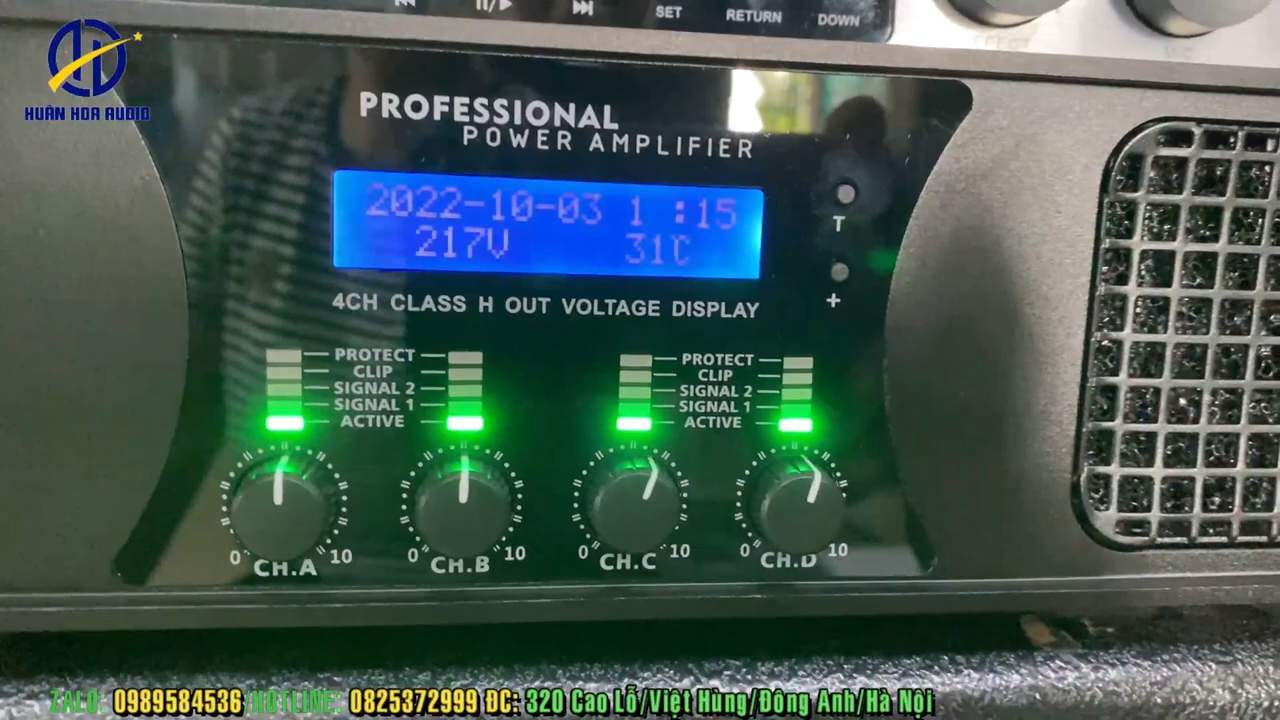 SET RETURN DOWN
HUÂN HOA AUDIO
PROFESSIONAL
POWER AMPLIFIER
2022-10-03 1 :15
217V 31C
T
+
4CH CLASS H OUT VOLTAGE DISPLAY
PROTECT PROTECT
CLIP CLIP
SIGNAL 2 SIGNAL 2
SIGNAL 1 SIGNAL 1
ACTIVE ACTIVE
0 10 0 10 0 10 0 10
CH.A CH.B CH.C CH.D
ZALO: 0989584536/HOTLINE: 0825372999 ĐC: 320 Cao Lỗ/Việt Hùng/Đông Anh/Hà Nội